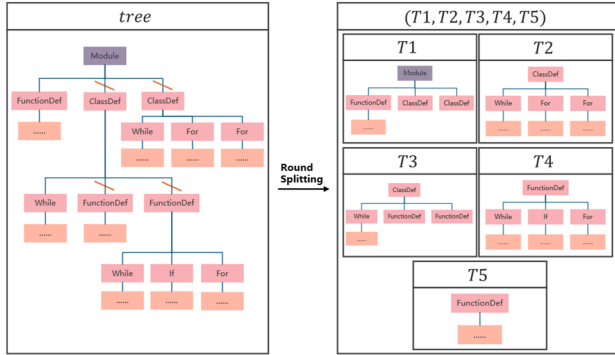 tree
Module
FunctionDef ClassDef ClassDef
......
While For For
...... ...... ......
While FunctionDef FunctionDef
...... ......
While If For
...... ...... ......
Round
Splitting
(T1, T2, T3, T4, T5)
T1
Module
FunctionDef ClassDef ClassDef
......
T2
ClassDef
While For For
...... ...... ......
T3
ClassDef
While FunctionDef FunctionDef
......
T4
FunctionDef
While If For
...... ...... ......
T5
FunctionDef
......